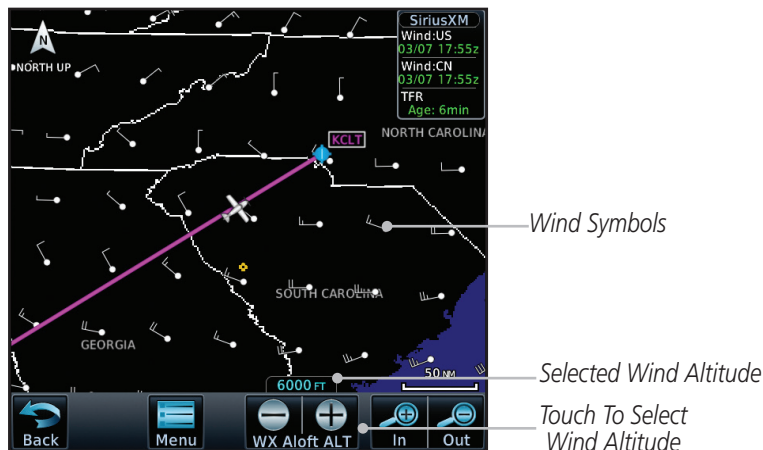 SiriusXM
N
Wind:US
03/07 17:55z
NORTH UP
Wind:CN
03/07 17:55z
TFR
Age: 6min
KCLT
NORTH CAROLINA
Wind Symbols
SOUTH CAROLINA
GEORGIA
50 NM
6000 FT
Selected Wind Altitude
Touch To Select
Wind Altitude
Back
Menu
WX Aloft ALT
In
Out